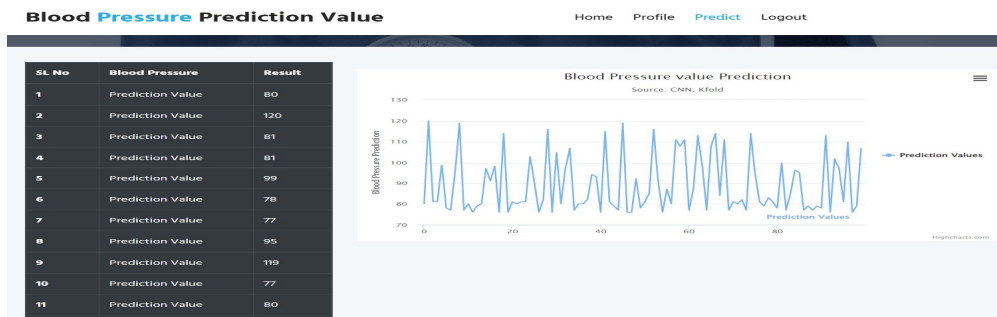 Blood Pressure Prediction Value
Home Profile Predict Logout
SL No Blood Pressure Result
1 Prediction Value 80
2 Prediction Value 120
3 Prediction Value 81
4 Prediction Value 81
5 Prediction Value 99
6 Prediction Value 78
7 Prediction Value 77
8 Prediction Value 95
9 Prediction Value 119
10 Prediction Value 77
11 Prediction Value 80
Blood Pressure value Prediction
Source: CNN, Kfold
Blood Pressure Prediction
130
120
110
100
90
80
70
0 20 40 60 80
Prediction Values
Prediction Values
Highcharts.com